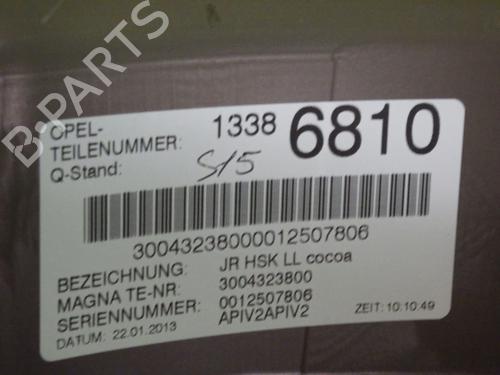 B-PARTS
OPEL-
TEILENUMMER: 1338 6810
Q-Stand: S15
30043238000012507806
BEZEICHNUNG: JR HSK LL cocoa
MAGNA TE-NR: 3004323800
SERIENNUMMER: 0012507806
APIV2APIV2
DATUM: 22.01.2013 ZEIT: 10:10:49